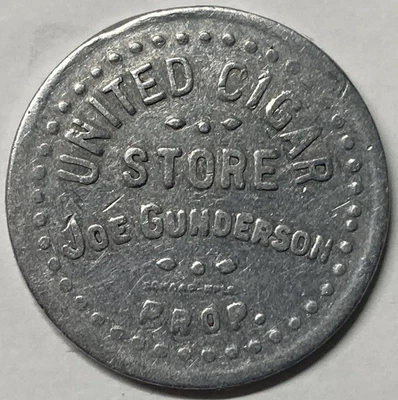 UNITED CIGAR
STORE
JOE GUNDERSON
PROP.